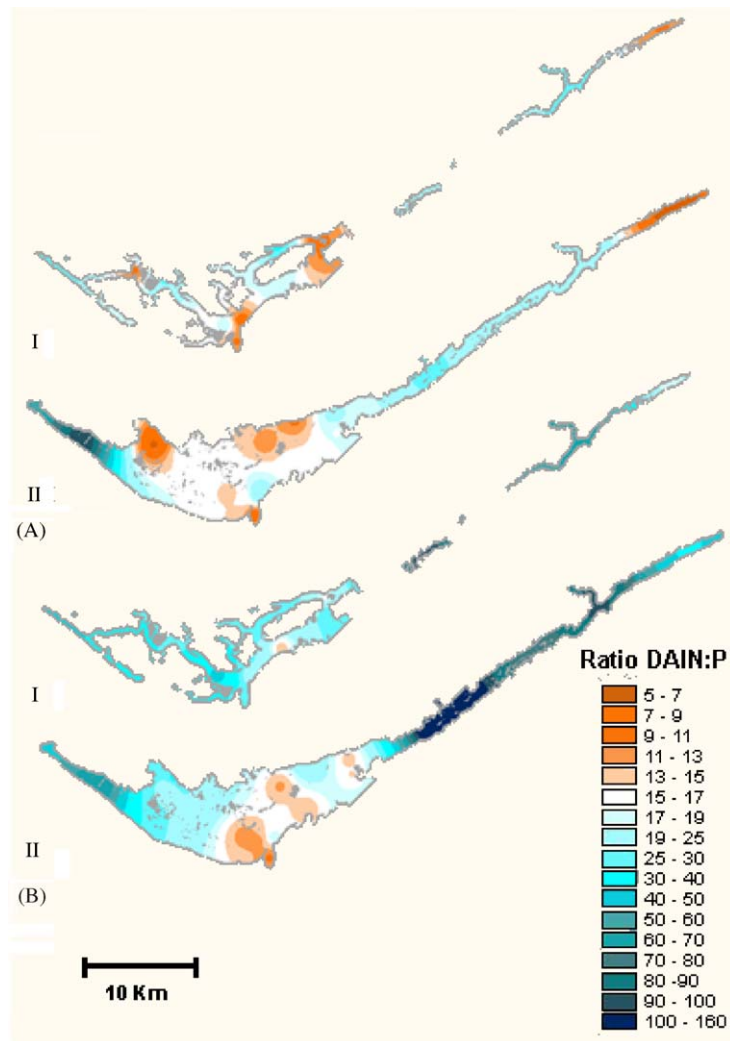 I
II
(A)
I
II
(B)
Ratio DAIN:P
5 - 7
7 - 9
9 - 11
11 - 13
13 - 15
15 - 17
17 - 19
19 - 25
25 - 30
30 - 40
40 - 50
50 - 60
60 - 70
70 - 80
80 -90
90 - 100
100 - 160
10 Km